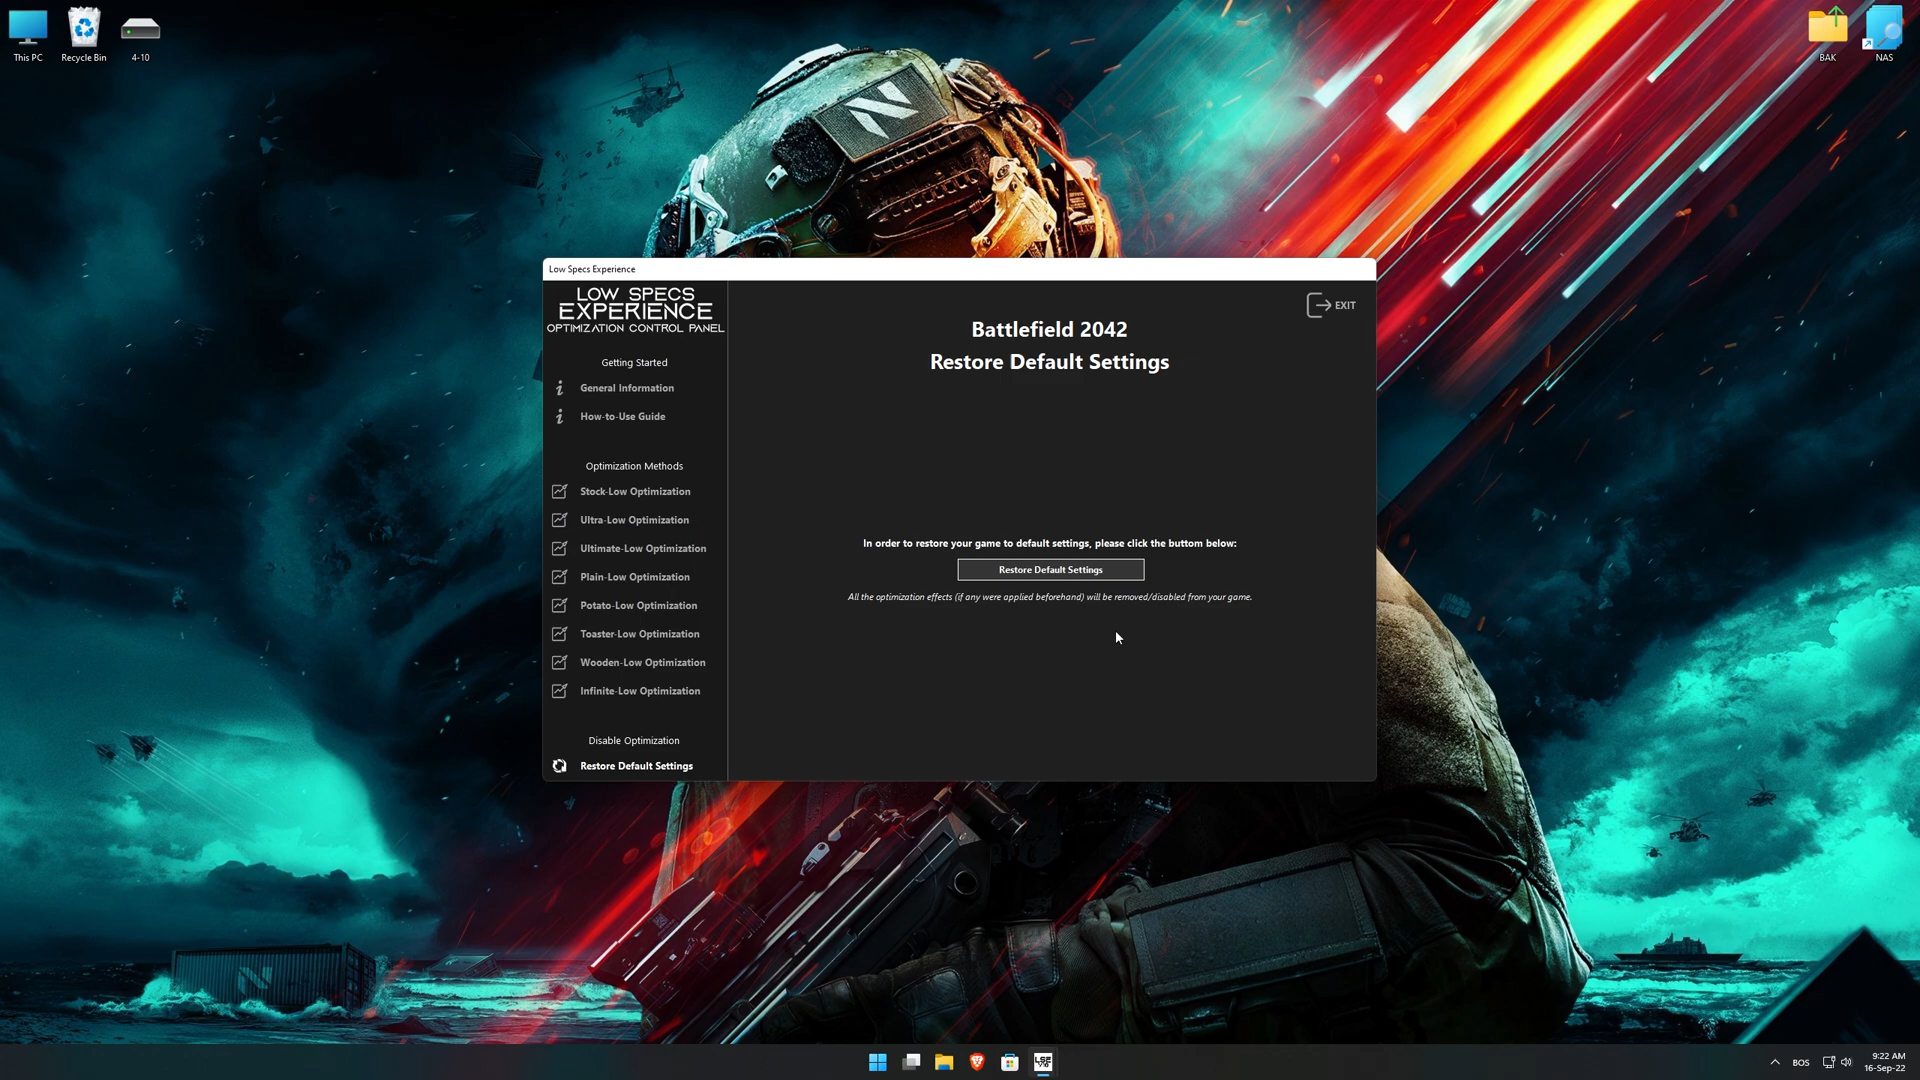 This PC
Recycle Bin
4-10
BAK
NAS
Low Specs Experience
LOW SPECS
EXPERIENCE
OPTIMIZATION CONTROL PANEL
Getting Started
General Information
How-to-Use Guide
Optimization Methods
Stock-Low Optimization
Ultra-Low Optimization
Ultimate-Low Optimization
Plain-Low Optimization
Potato-Low Optimization
Toaster-Low Optimization
Wooden-Low Optimization
Infinite-Low Optimization
Disable Optimization
Restore Default Settings
EXIT
Battlefield 2042
Restore Default Settings
In order to restore your game to default settings, please click the buttom below:
Restore Default Settings
All the optimization effects (if any were applied beforehand) will be removed/disabled from your game.
LSE
BOS
9:22 AM
16-Sep-22